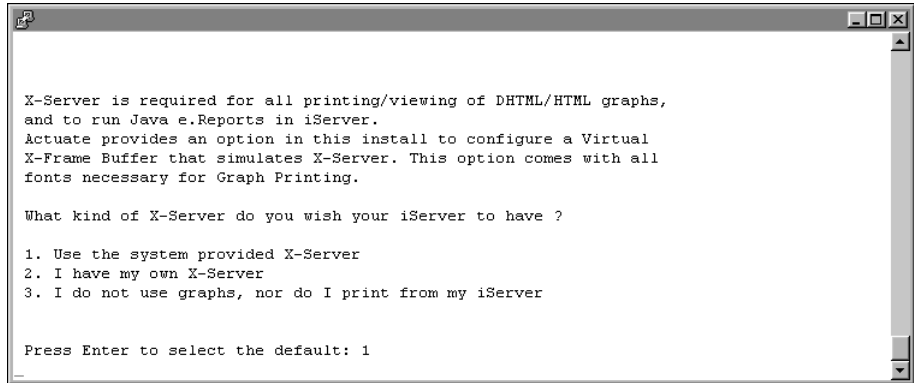 X-Server is required for all printing/viewing of DHTML/HTML graphs,
and to run Java e.Reports in iServer.
Actuate provides an option in this install to configure a Virtual
X-Frame Buffer that simulates X-Server. This option comes with all
fonts necessary for Graph Printing.
What kind of X-Server do you wish your iServer to have ?
1. Use the system provided X-Server
2. I have my own X-Server
3. I do not use graphs, nor do I print from my iServer
Press Enter to select the default: 1